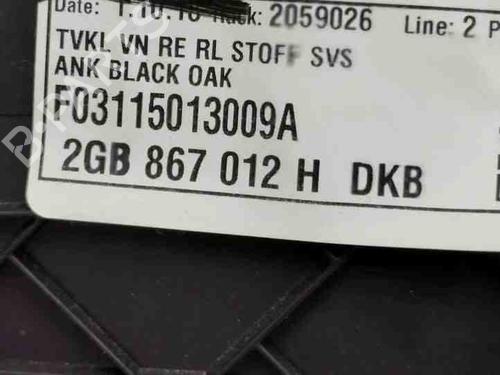 Date: Rack: 2059026 Line: 2 P
TVKL VN RE RL STOFF SVS
ANK BLACK OAK
F03115013009A
2GB 867 012 H DKB
B-PARTS